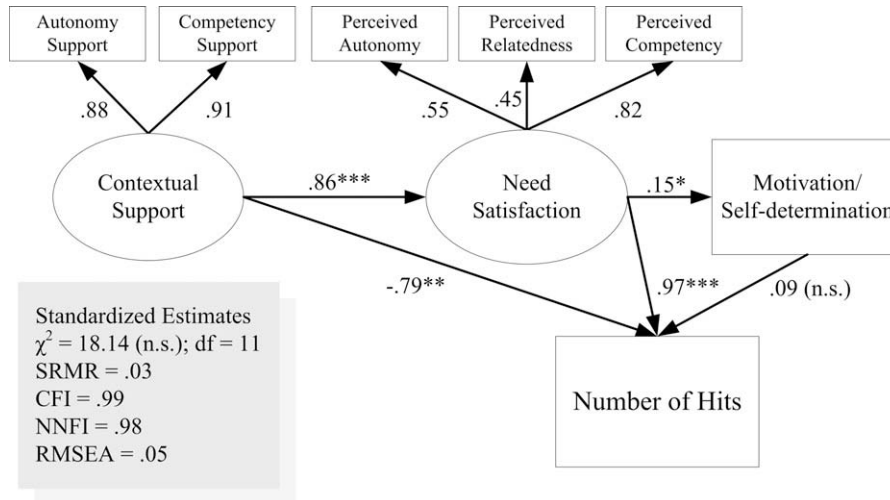 Autonomy
Support
Competency
Support
Perceived
Autonomy
Perceived
Relatedness
Perceived
Competency
.88
.91
.55
.45
.82
Contextual
Support
.86***
Need
Satisfaction
.15*
Motivation/
Self-determination
-.79**
.97***
.09 (n.s.)
Standardized Estimates
χ² = 18.14 (n.s.); df = 11
SRMR = .03
CFI = .99
NNFI = .98
RMSEA = .05
Number of Hits